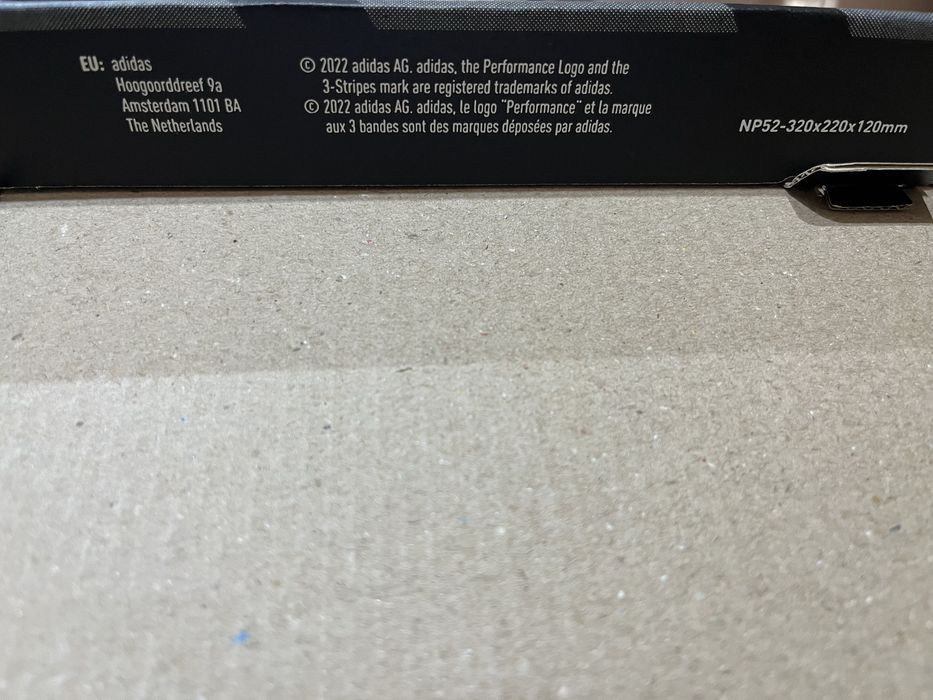 EU: adidas
Hoogoorddreef 9a
Amsterdam 1101 BA
The Netherlands
© 2022 adidas AG. adidas, the Performance Logo and the
3-Stripes mark are registered trademarks of adidas.
© 2022 adidas AG. adidas, le logo "Performance" et la marque
aux 3 bandes sont des marques déposées par adidas.
NP52-320x220x120mm